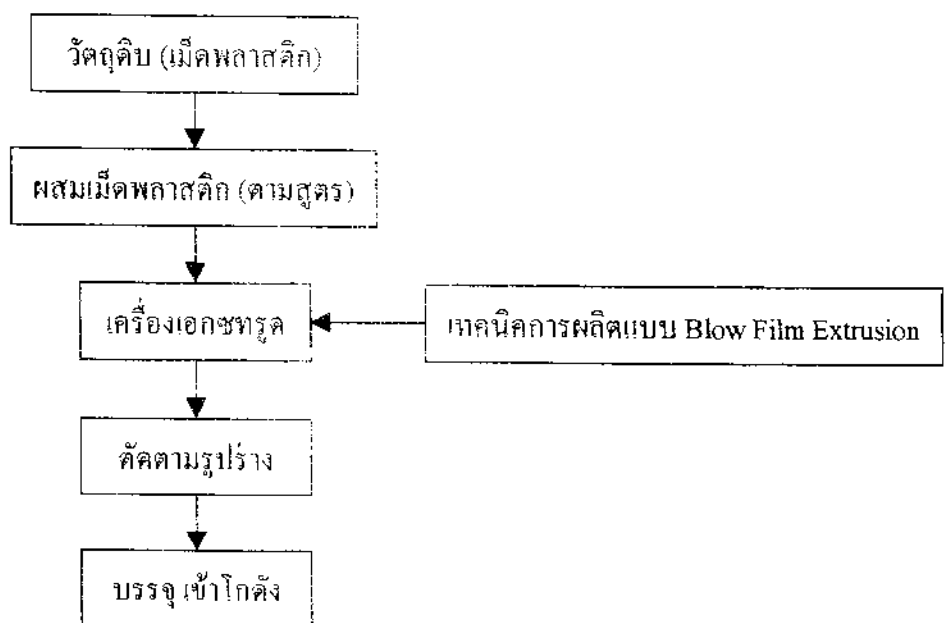 วัตถุดิบ (เม็ดพลาสติก)
ผสมเม็ดพลาสติก (ตามสูตร)
เครื่องเอกซทรูด
เทคนิคการผลิตแบบ Blow Film Extrusion
ตัดตามรูปร่าง
บรรจุ เข้าโกดัง